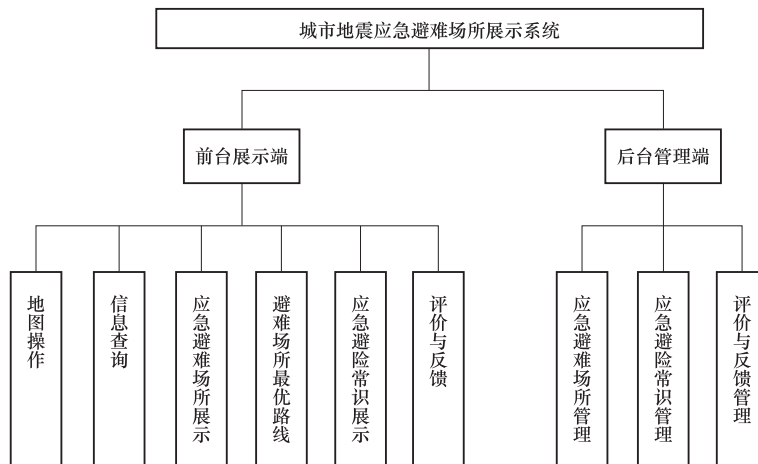 城市地震应急避难场所展示系统
前台展示端
后台管理端
地图操作
信息查询
应急避难场所展示
避难场所最优路线
应急避险常识展示
评价与反馈
应急避难场所管理
应急避险常识管理
评价与反馈管理